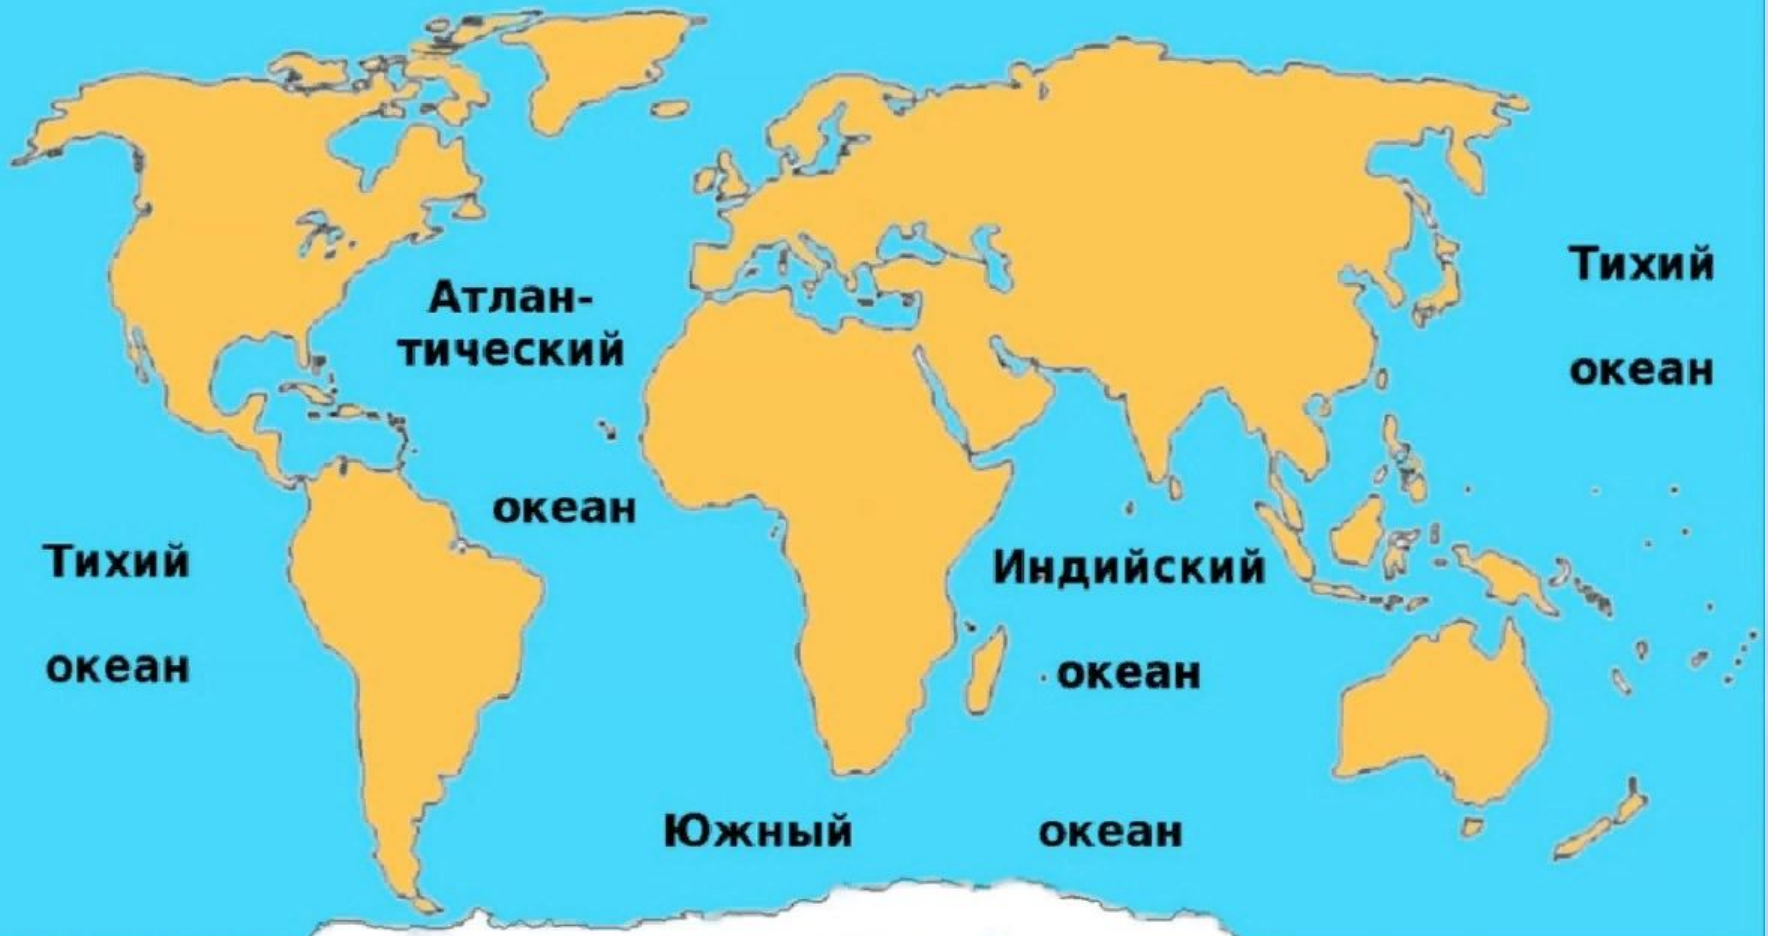 Атлан-
тический
океан
Тихий
океан
Тихий
океан
Индийский
океан
Южный океан